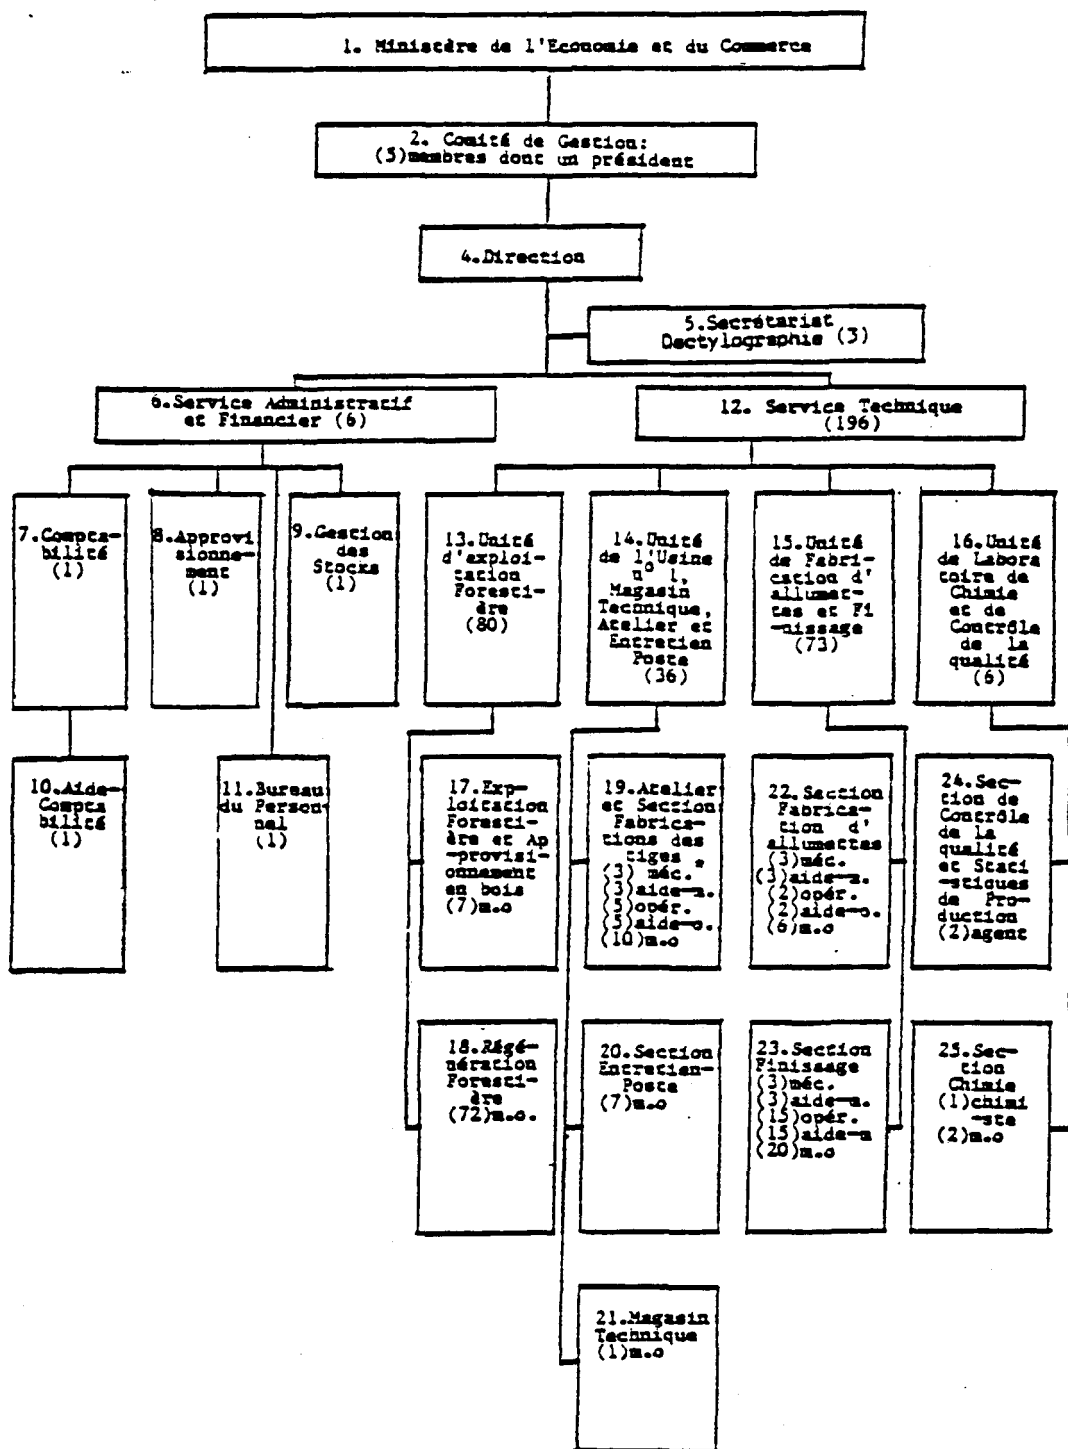 1. Ministère de l'Economie et du Commerce
2. Comité de Gestion:
(5)membres dont un président
4.Direction
5.Secrétariat
Dactylographie (3)
6.Service Administratif
et Financier (6)
12. Service Technique
(196)
7.Compta-
bilité
(1)
8.Approvi
sionne-
ment
(1)
9.Gestion
des
Stocks
(1)
13.Unité
d'exploi-
tation
Foresti-
ère
(80)
14.Unité
de l'Usine
n° 1,
Magasin
Technique,
Atelier et
Entretien
Poste
(36)
15.Unité
de Fabri-
cation d'
allumet-
tes et Fi
-nissage
(73)
16.Unité
de Labora
toire de
Chimie
et de
Contrôle
de la
qualité
(6)
10.Aide-
Compta
bilité
(1)
11.Bureau
du Person-
nel
(1)
17.Exp-
loitation
Foresti-
ère et Ap
-provisi-
onnement
en bois
(7)m.o
19.Atelier
et Section
Fabrica-
tions des
tiges
(3) méc.
(3)aide-m.
(5)opér.
(5)aide-o.
(10)m.o
22.Section
Fabrica-
tion d'
allumettes
(3)méc.
(3)aide-m.
(2)opér.
(2)aide-o.
(6)m.o
24.Sec-
tion de
Contrôle
de la
qualité
et Stati
-stiques
de Pro-
duction
(2)agent
18.Régé-
nération
Foresti-
ère
(72)m.o.
20.Section
Entretien-
Poste
(7)m.o
23.Section
Finissage
(3)méc.
(3)aide-m.
(15)opér.
(15)aide-m
(20)m.o
25.Sec-
tion
Chimie
(1)chimi
-ste
(2)m.o
21.Magasin
Technique
(1)m.o